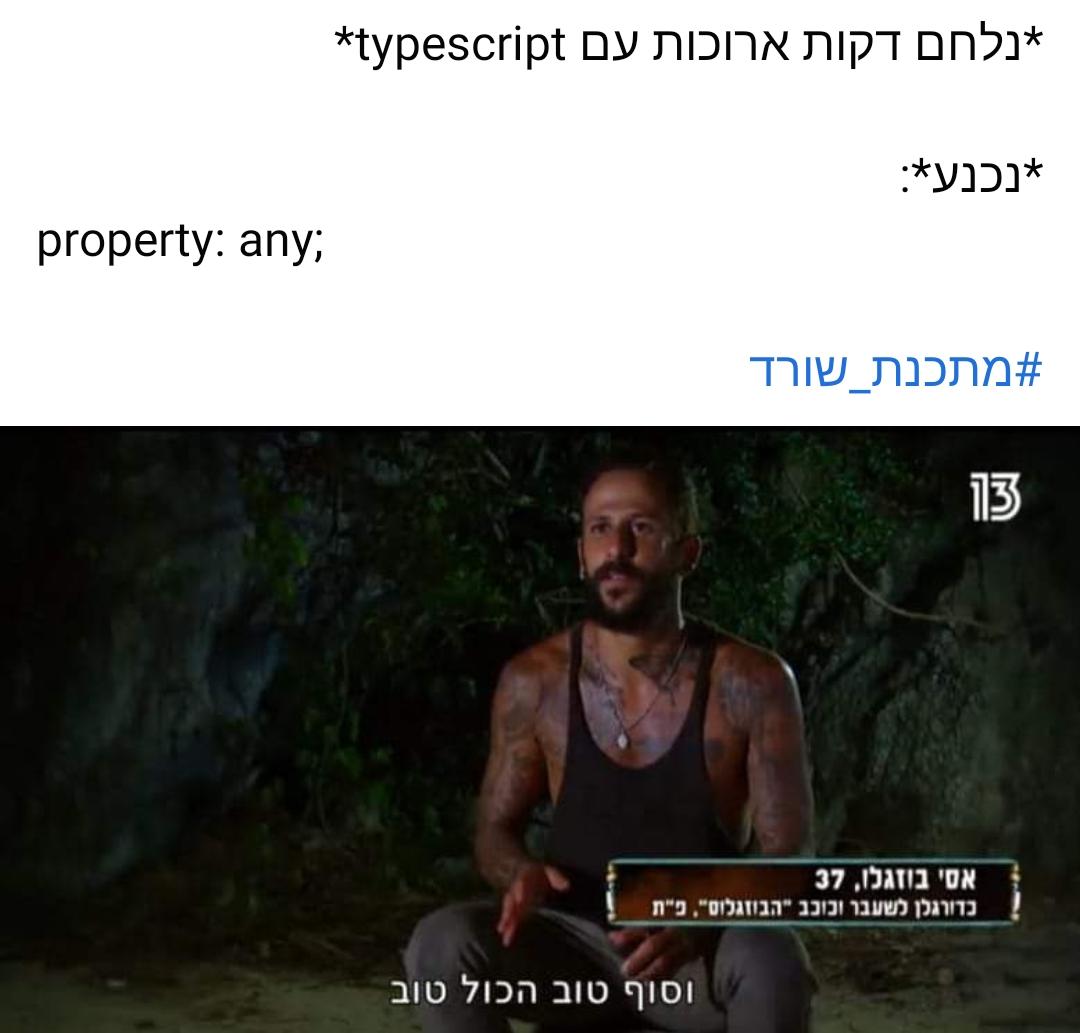 *נלחם דקות ארוכות עם typescript*
*נכנע*:
property: any;
#מתכנת_שורד
13
אסי בוזגלו, 37
כדורגלן לשעבר וכוכב "הבוזגלוס", פ"ת
וסוף טוב הכול טוב